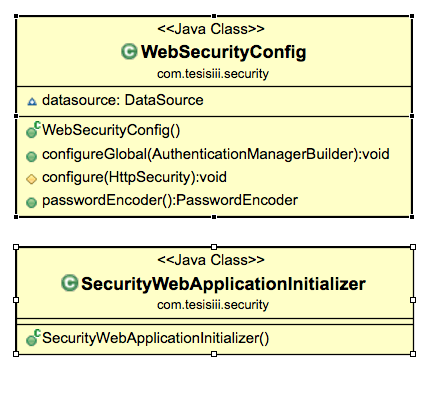 <<Java Class>>
WebSecurityConfig
com.tesisiii.security
datasource: DataSource
WebSecurityConfig()
configureGlobal(AuthenticationManagerBuilder):void
configure(HttpSecurity):void
passwordEncoder():PasswordEncoder
<<Java Class>>
SecurityWebApplicationInitializer
com.tesisiii.security
SecurityWebApplicationInitializer()